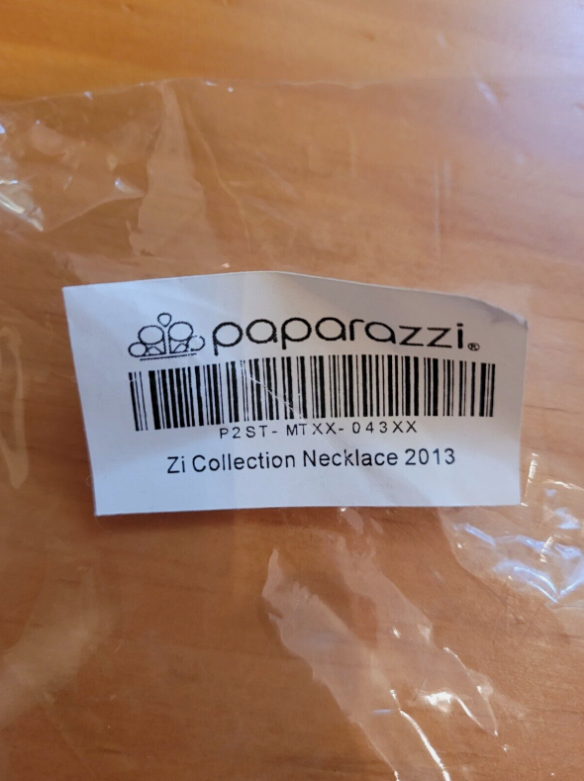 paparazzi®
P2ST-MTXX-043XX
Zi Collection Necklace 2013